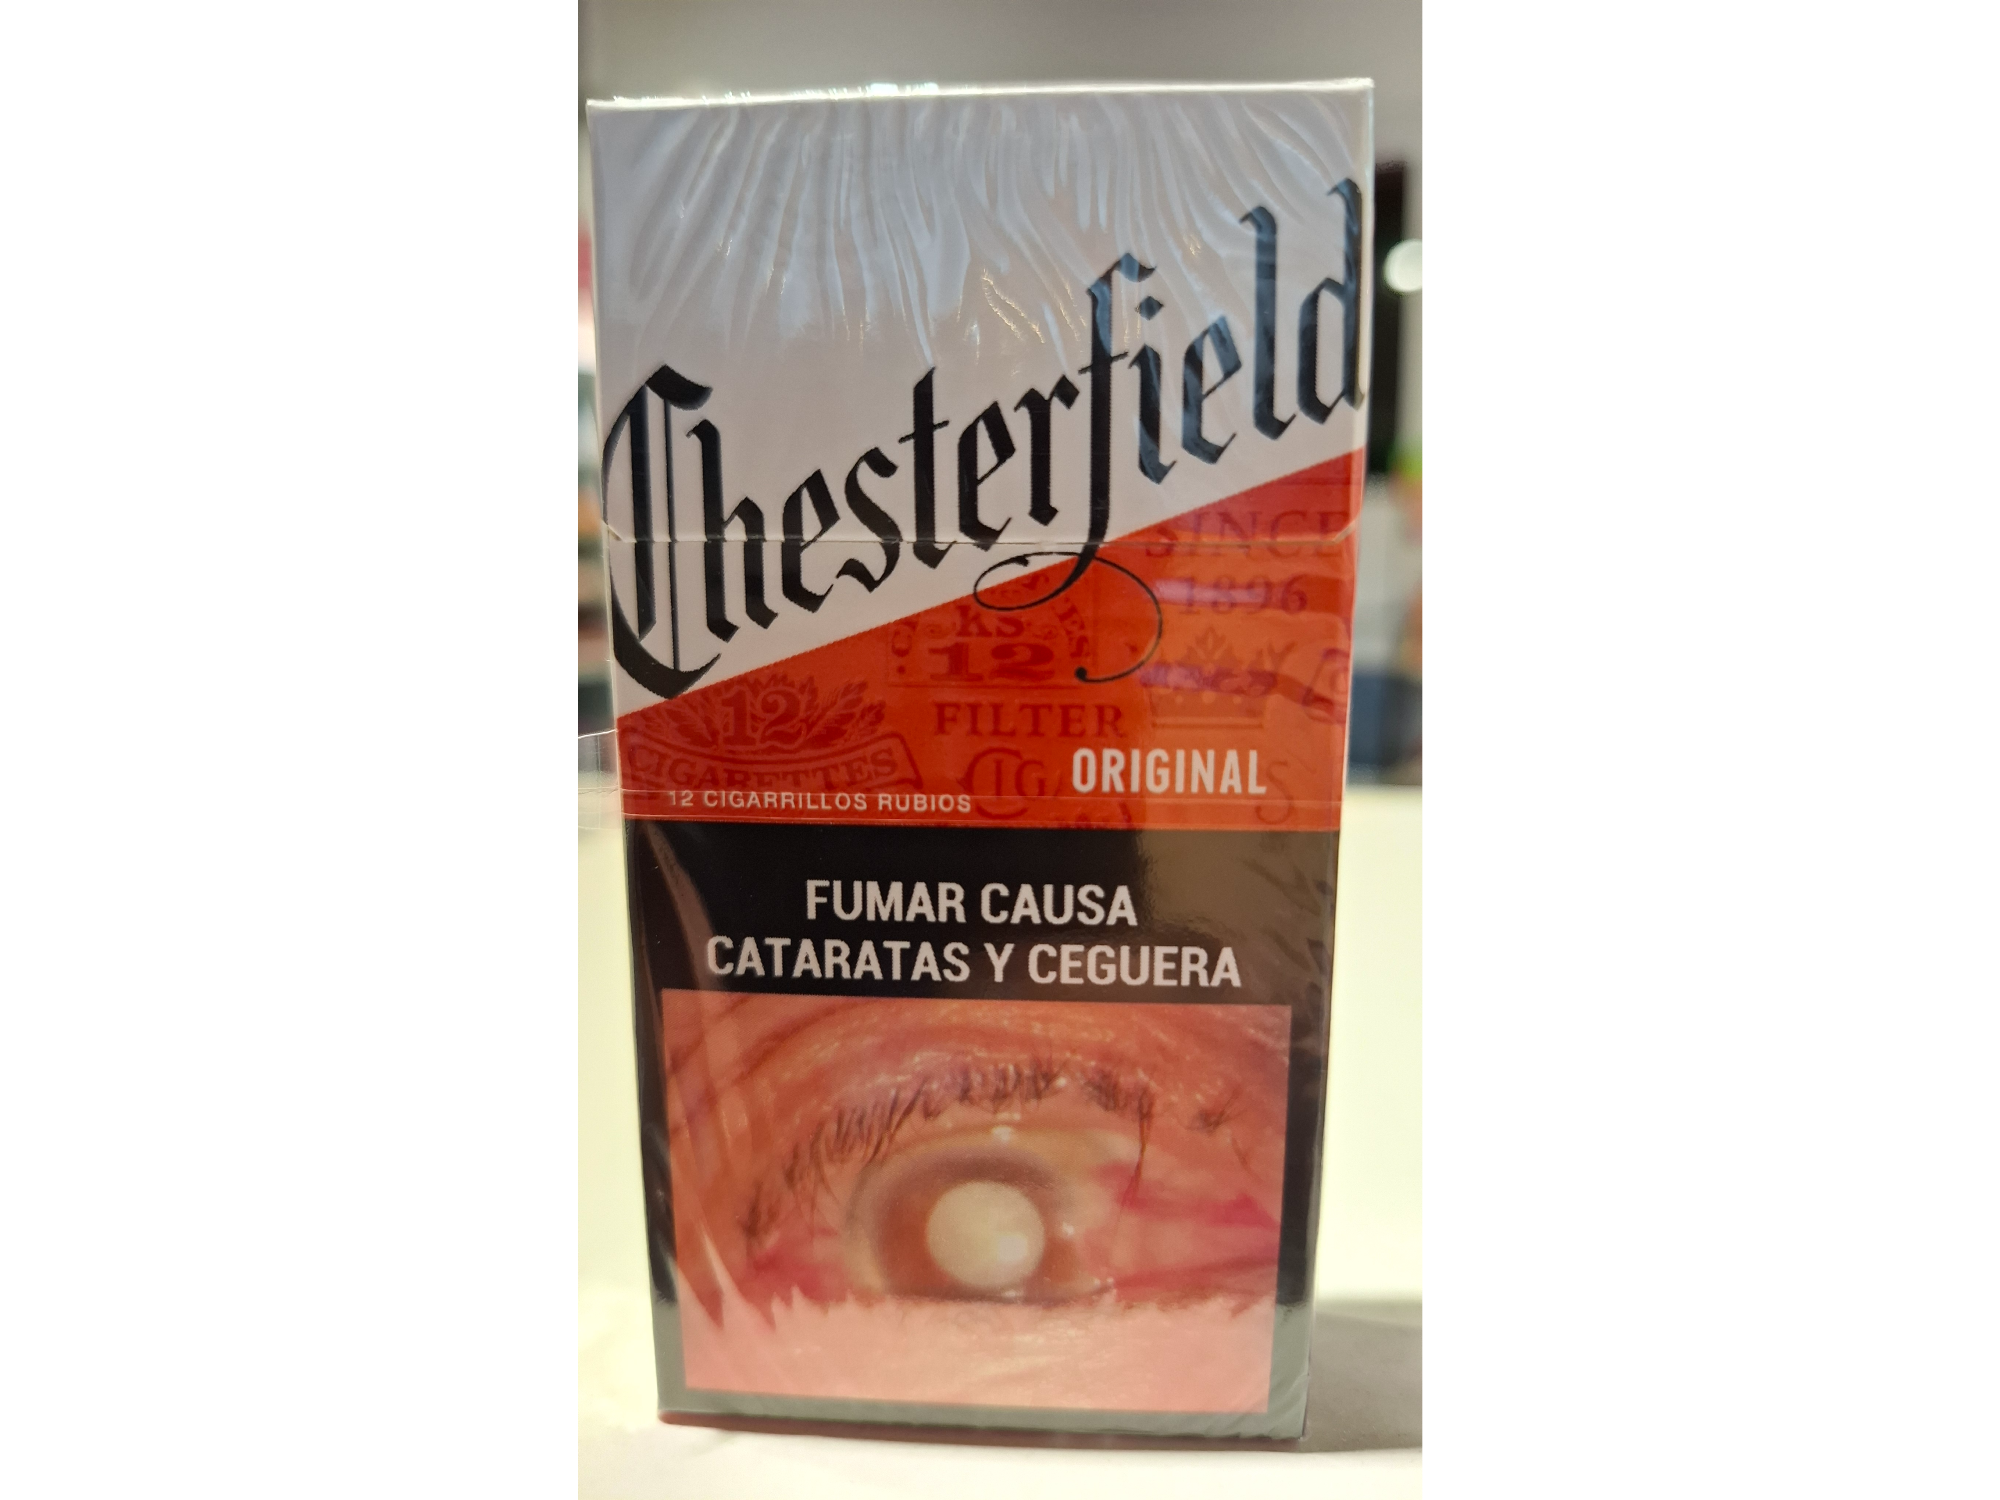 Chesterfield
SINCE
1896
KS
12
FILTER
12
CIGARETTES
ORIGINAL
12 CIGARRILLOS RUBIOS
FUMAR CAUSA
CATARATAS Y CEGUERA